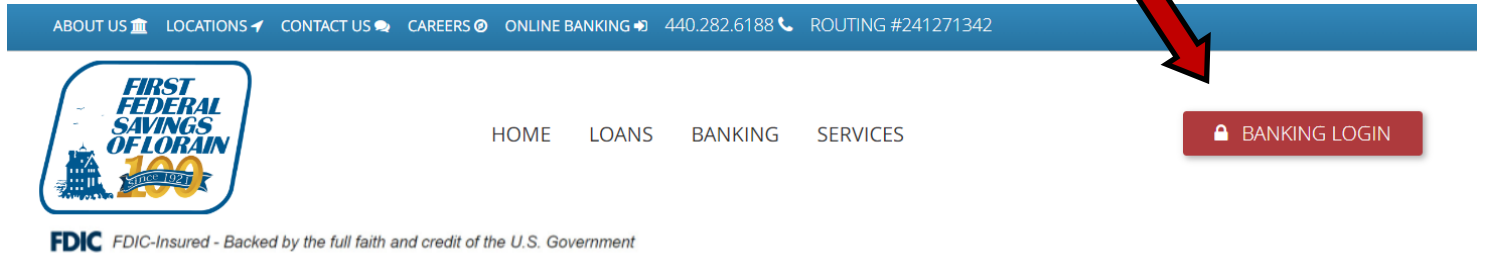 ABOUT US LOCATIONS CONTACT US CAREERS ONLINE BANKING 440.282.6188 ROUTING #241271342
FIRST
FEDERAL
SAVINGS
OF LORAIN
100
since 1921
HOME LOANS BANKING SERVICES
BANKING LOGIN
FDIC FDIC-Insured - Backed by the full faith and credit of the U.S. Government